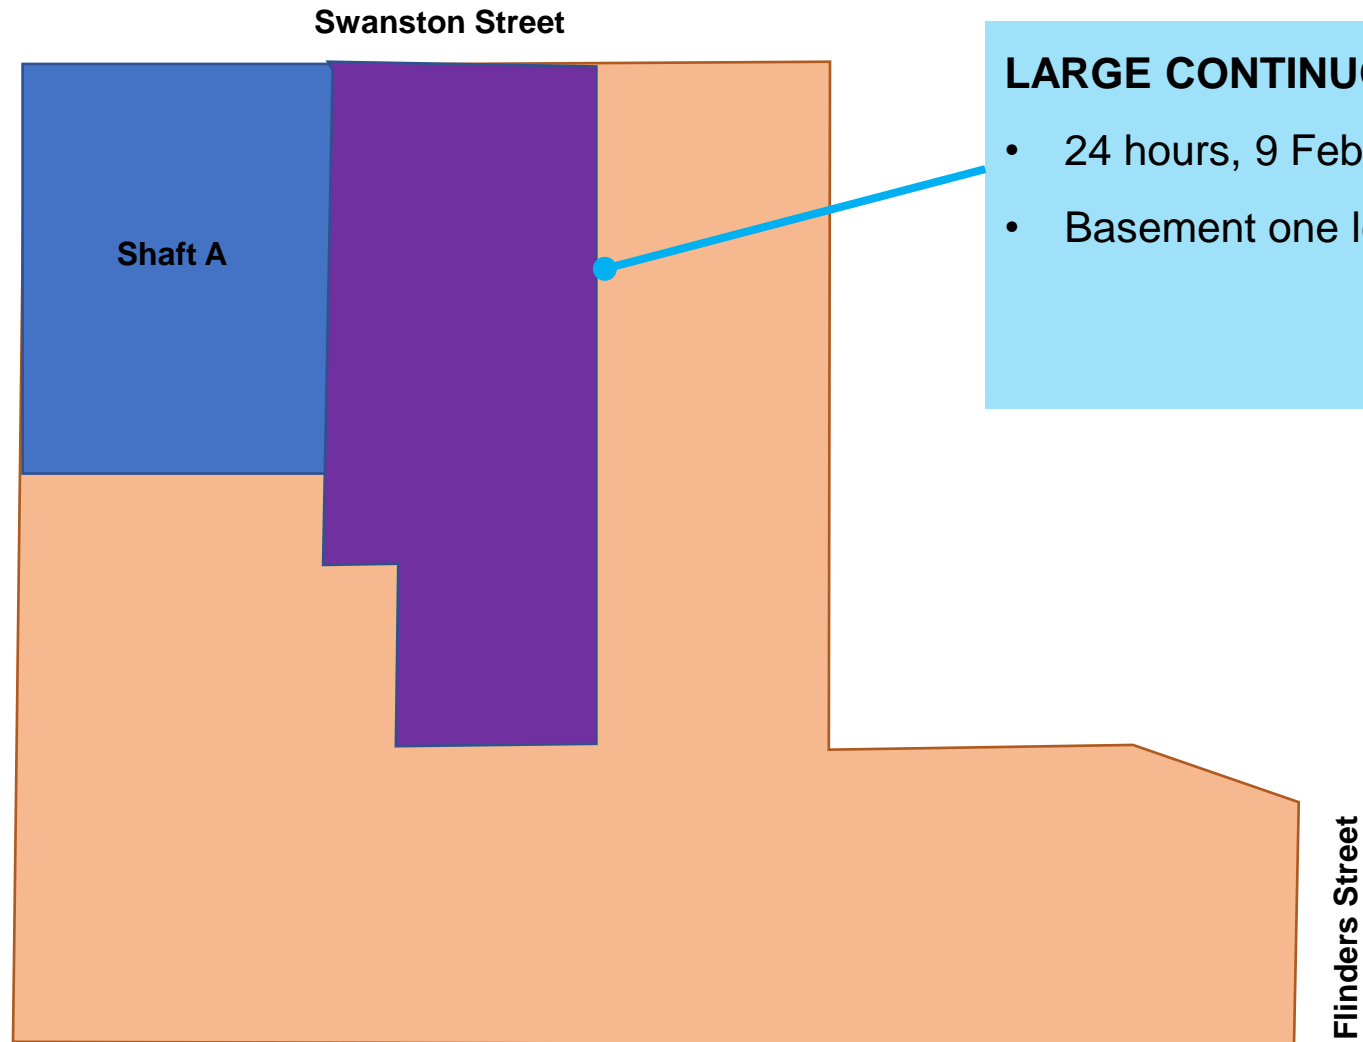 Swanston Street
LARGE CONTINU
• 24 hours, 9 Feb
• Basement one
Shaft A
Flinders Street